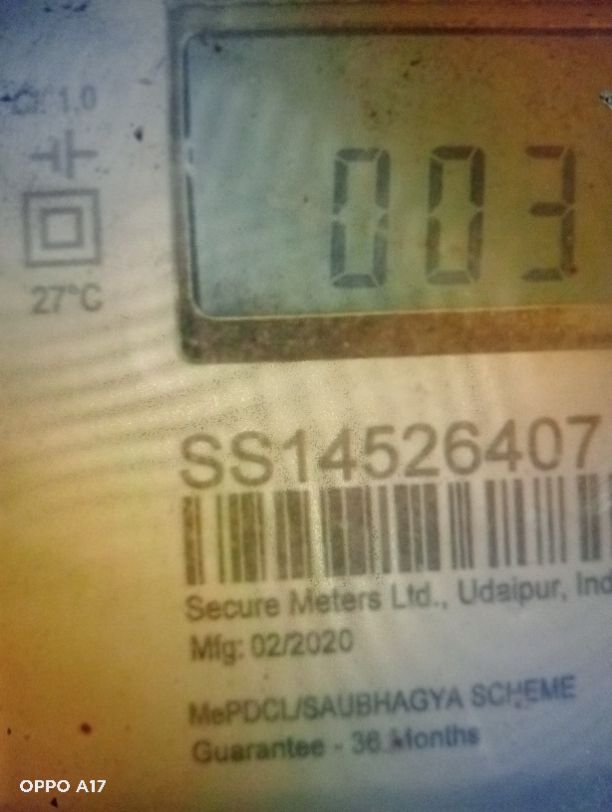 Cl. 1.0
003
27°C
SS14526407
Secure Meters Ltd., Udaipur, Ind
Mfg: 02/2020
MePDCL/SAUBHAGYA SCHEME
Guarantee - 36 Months
OPPO A17